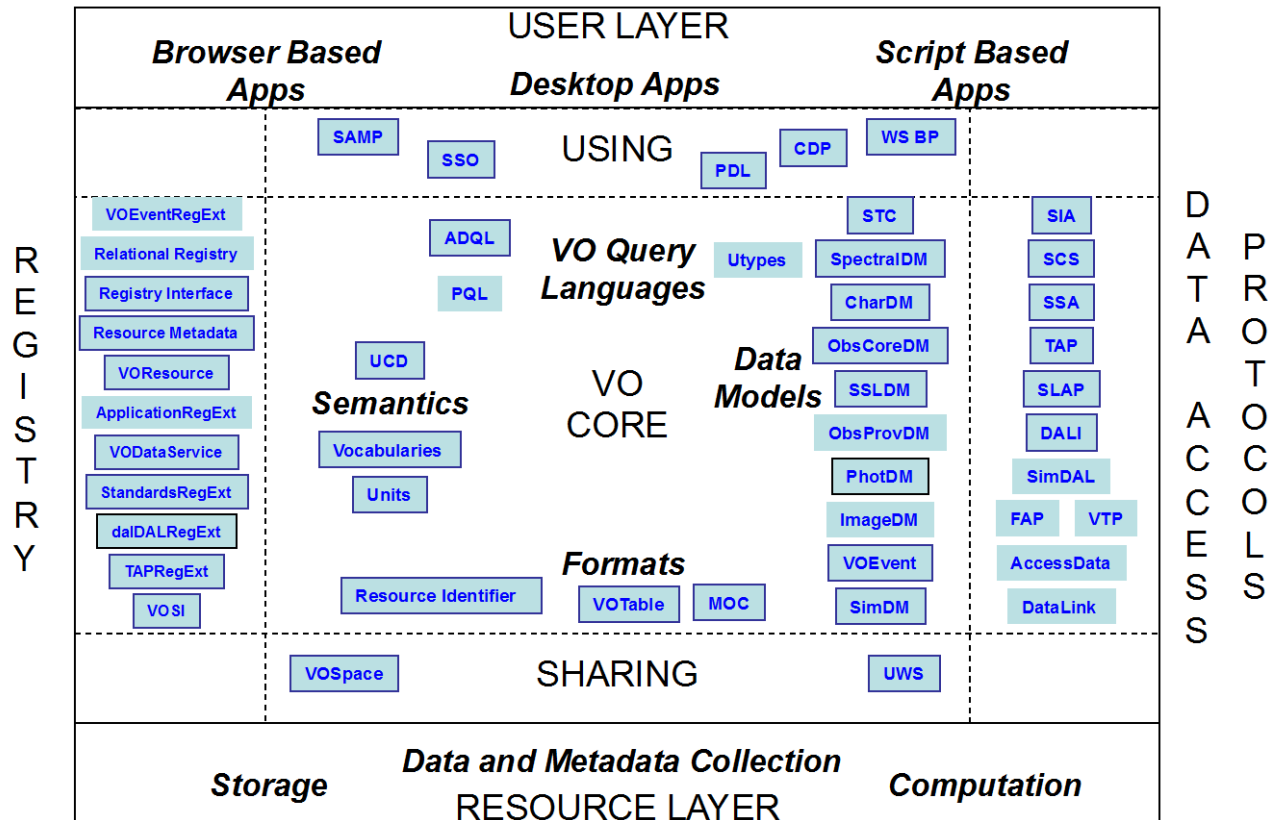 USER LAYER
Browser Based
Apps
Desktop Apps
Script Based
Apps
SAMP
SSO
USING
PDL
CDP
WS BP
REGISTRY
VOEventRegExt
Relational Registry
Registry Interface
Resource Metadata
VOResource
ApplicationRegExt
VODataService
StandardsRegExt
dalDALRegExt
TAPRegExt
VOSI
ADQL
PQL
VO Query
Languages
Utypes
UCD
Semantics
Vocabularies
Units
VO
CORE
Data
Models
Resource Identifier
Formats
VOTable
MOC
STC
SpectralDM
CharDM
ObsCoreDM
SSLDM
ObsProvDM
PhotDM
ImageDM
VOEvent
SimDM
SIA
SCS
SSA
TAP
SLAP
DALI
SimDAL
FAP VTP
AccessData
DataLink
DATA ACCESS
PROTOCOLS
VOSpace
SHARING
UWS
Storage
Data and Metadata Collection
Computation
RESOURCE LAYER